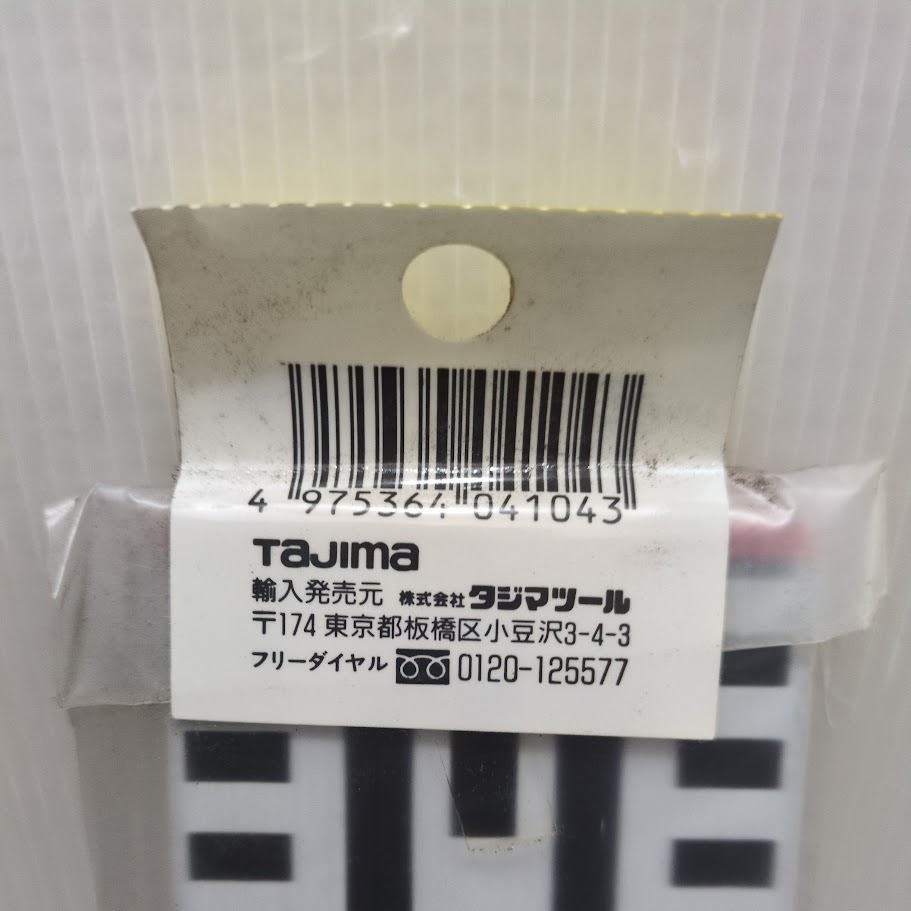 4 975364 041043
TaJIma
輸入発売元 株式会社 タジマツール
〒174 東京都板橋区小豆沢3-4-3
フリーダイヤル 0120-125577